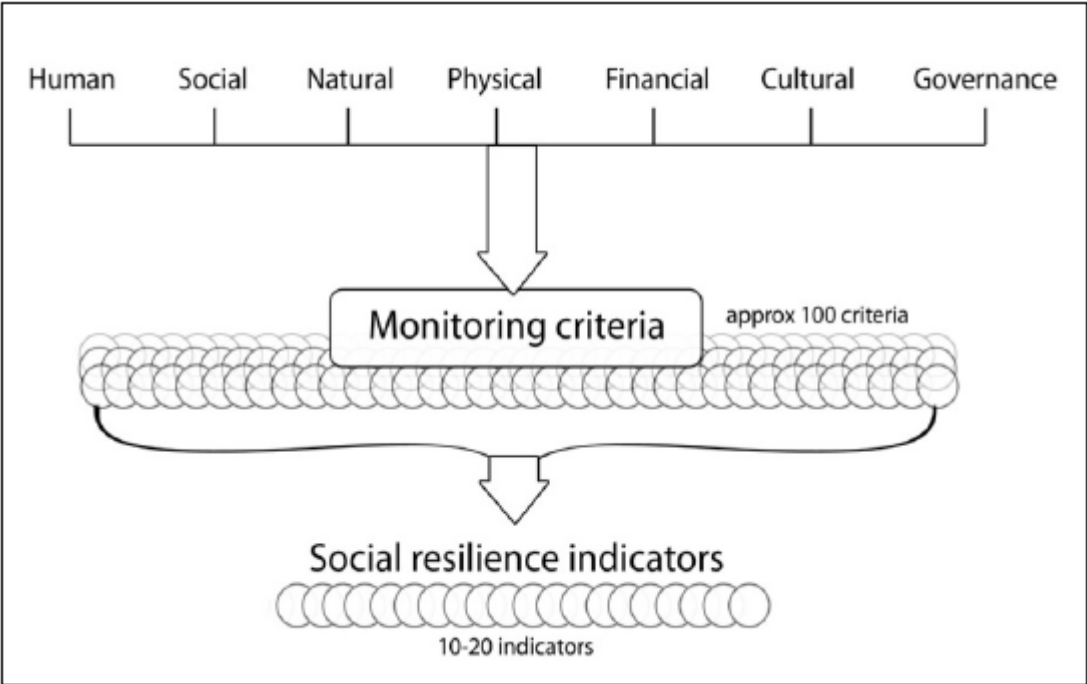 Human Social Natural Physical Financial Cultural Governance
Monitoring criteria
approx 100 criteria
Social resilience indicators
10-20 indicators